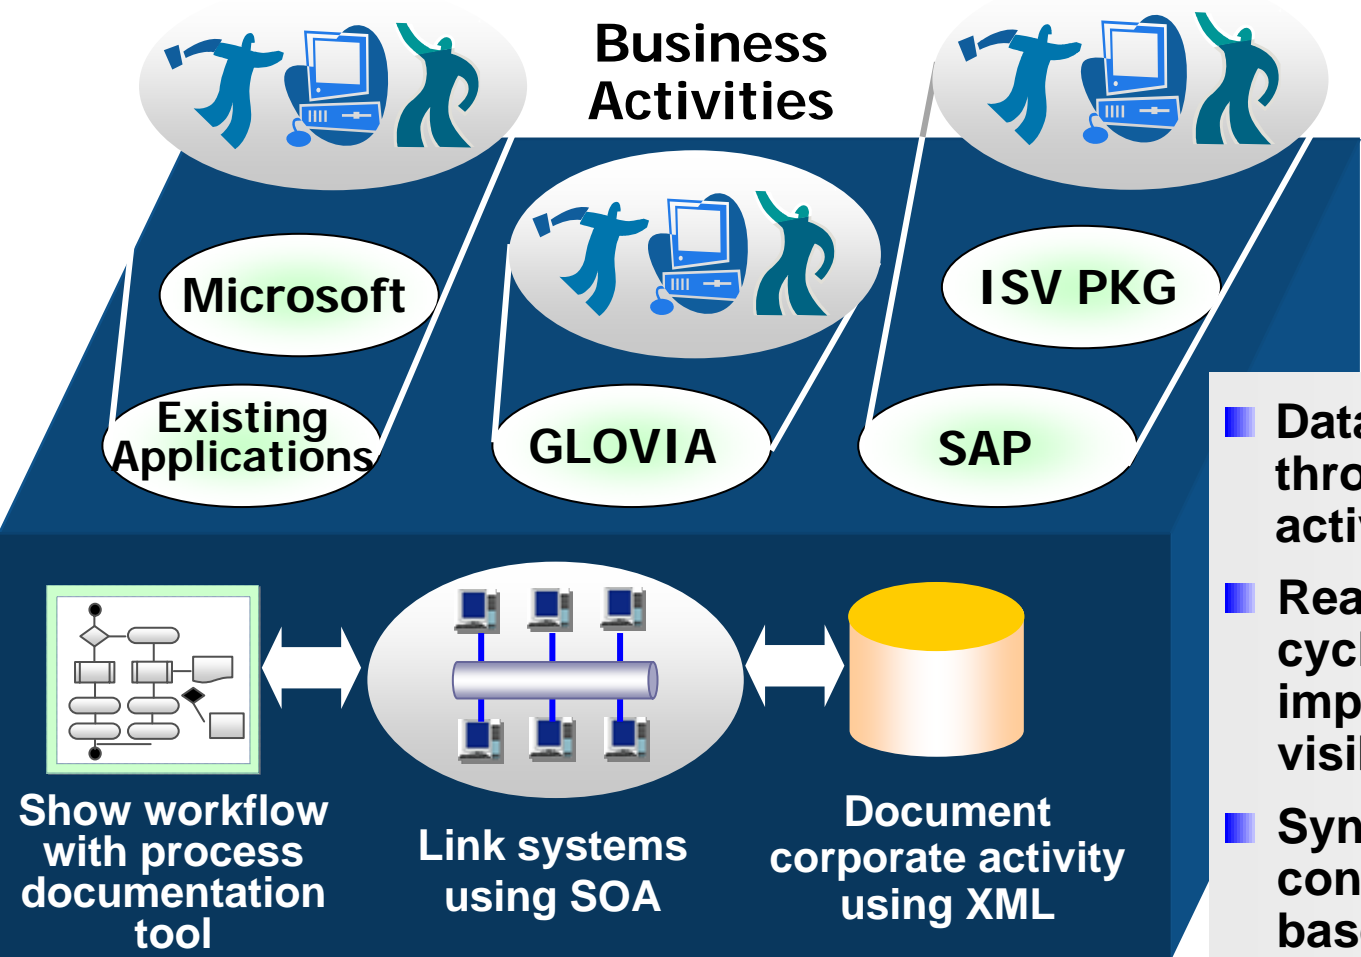 Business
Activities
Microsoft
ISV PKG
Existing
Applications
GLOVIA
SAP
Show workflow
with process
documentation
tool
Link systems
using SOA
Document
corporate activity
using XML